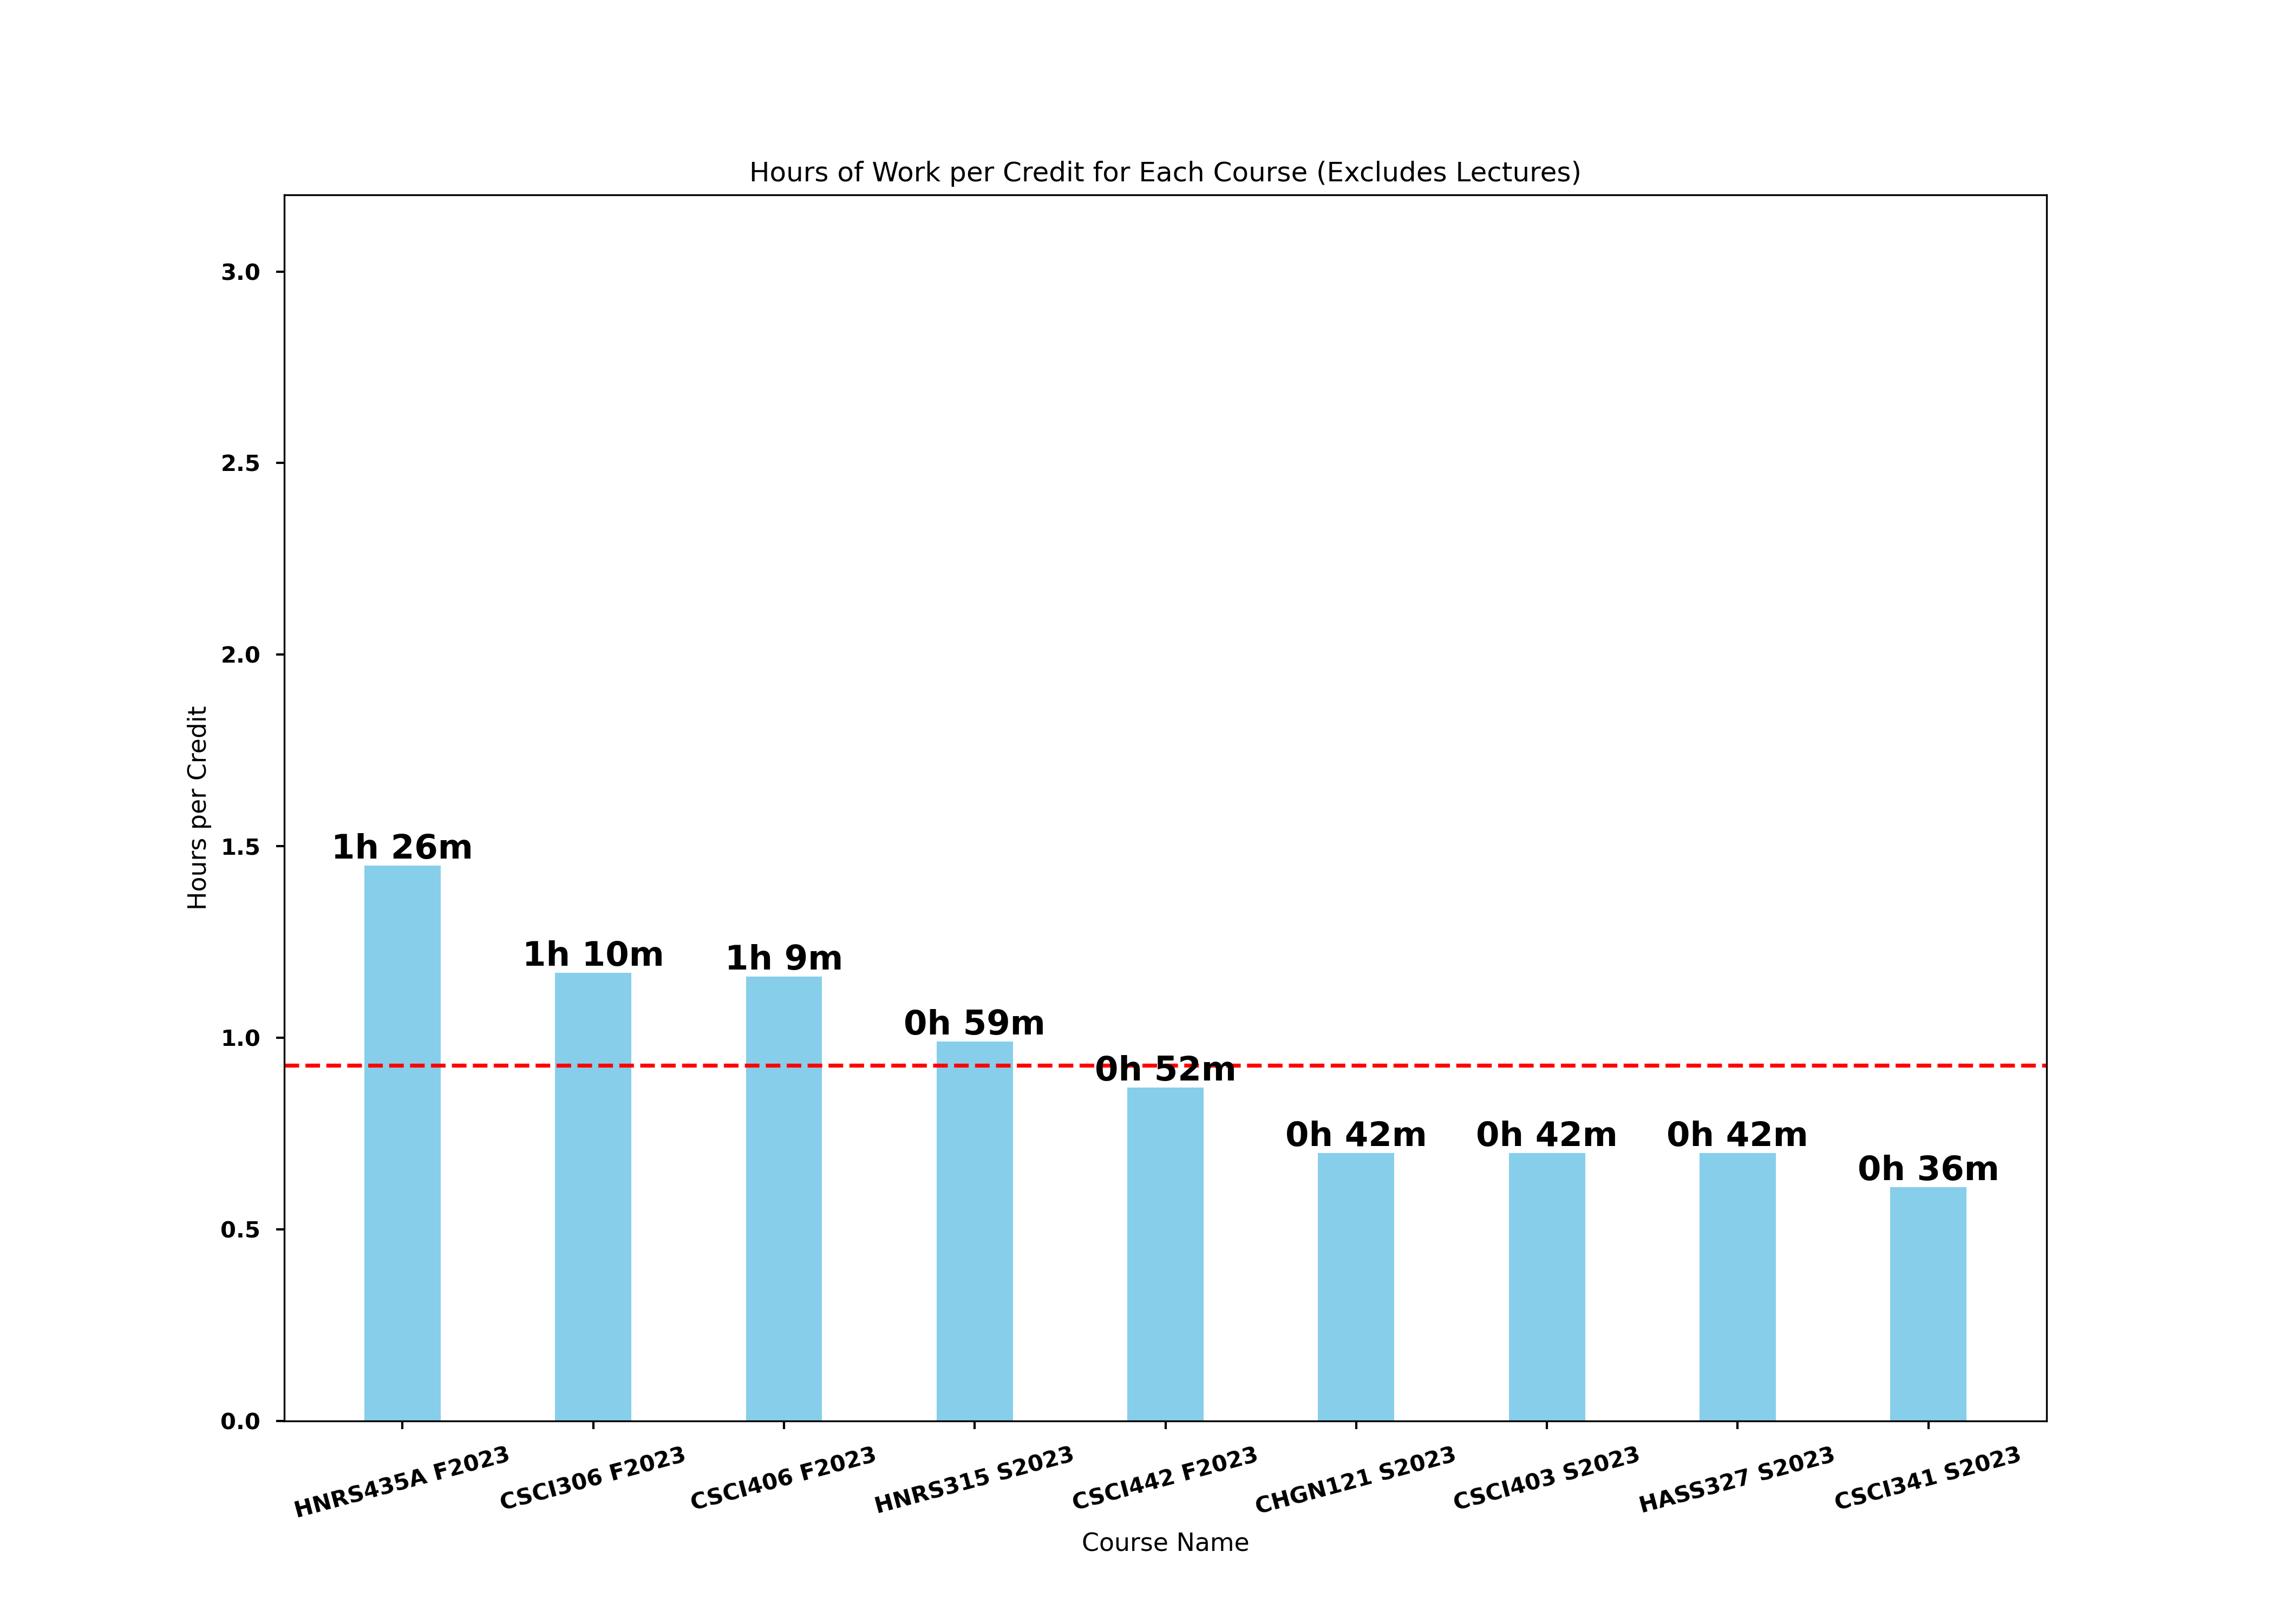 Hours of Work per Credit for Each Course (Excludes Lectures)
Hours per Credit
3.0
2.5
2.0
1.5
1.0
0.5
0.0
1h 26m
1h 10m
1h 9m
0h 59m
0h 52m
0h 42m
0h 42m
0h 42m
0h 36m
HNRS435A F2023
CSCI306 F2023
CSCI406 F2023
HNRS315 S2023
CSCI442 F2023
CHGN121 S2023
CSCI403 S2023
HASS327 S2023
CSCI341 S2023
Course Name